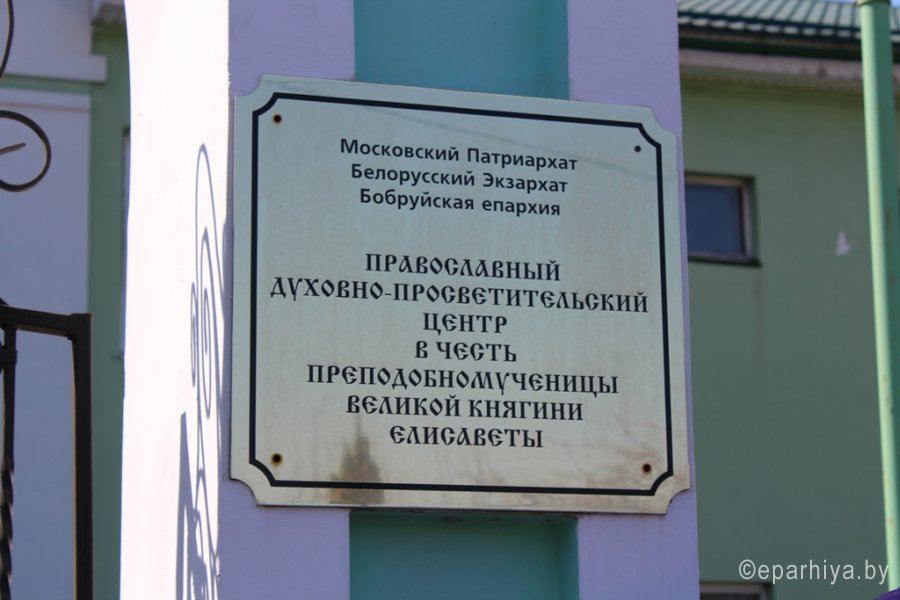 Московский Патриархат
Белорусский Экзархат
Бобруйская епархия
ПРАВОСЛАВНЫЙ
ДУХОВНО-ПРОСВЕТИТЕЛЬСКИЙ
ЦЕНТР
В ЧЕСТЬ
ПРЕПОДОБНОМУЧЕНИЦЫ
ВЕЛИКОЙ КНЯГИНИ
ЕЛИСАВЕТЫ
©eparhiya.by